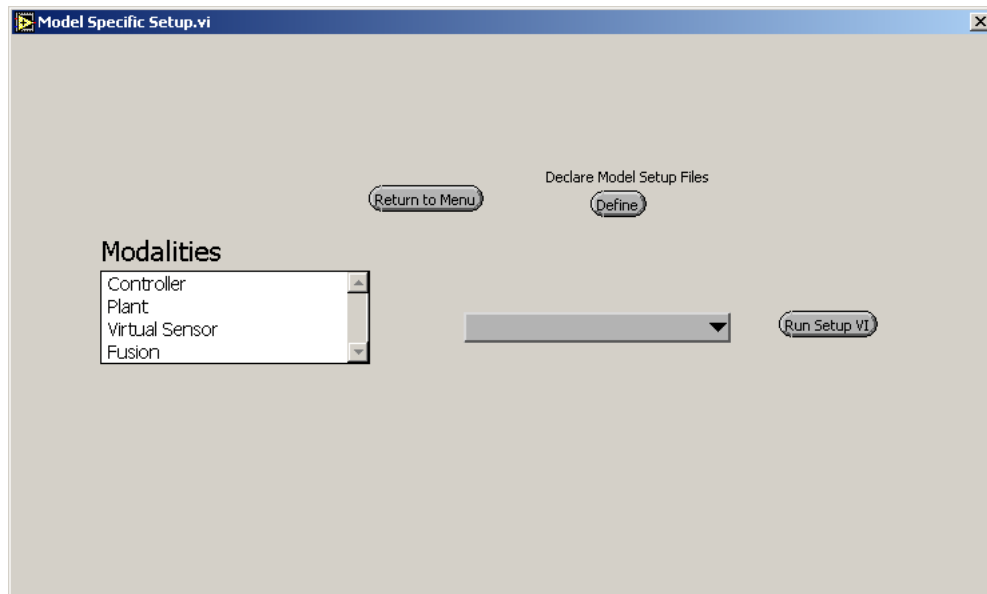 Model Specific Setup.vi
Declare Model Setup Files
Return to Menu
Define
Modalities
Controller
Plant
Virtual Sensor
Fusion
Run Setup VI